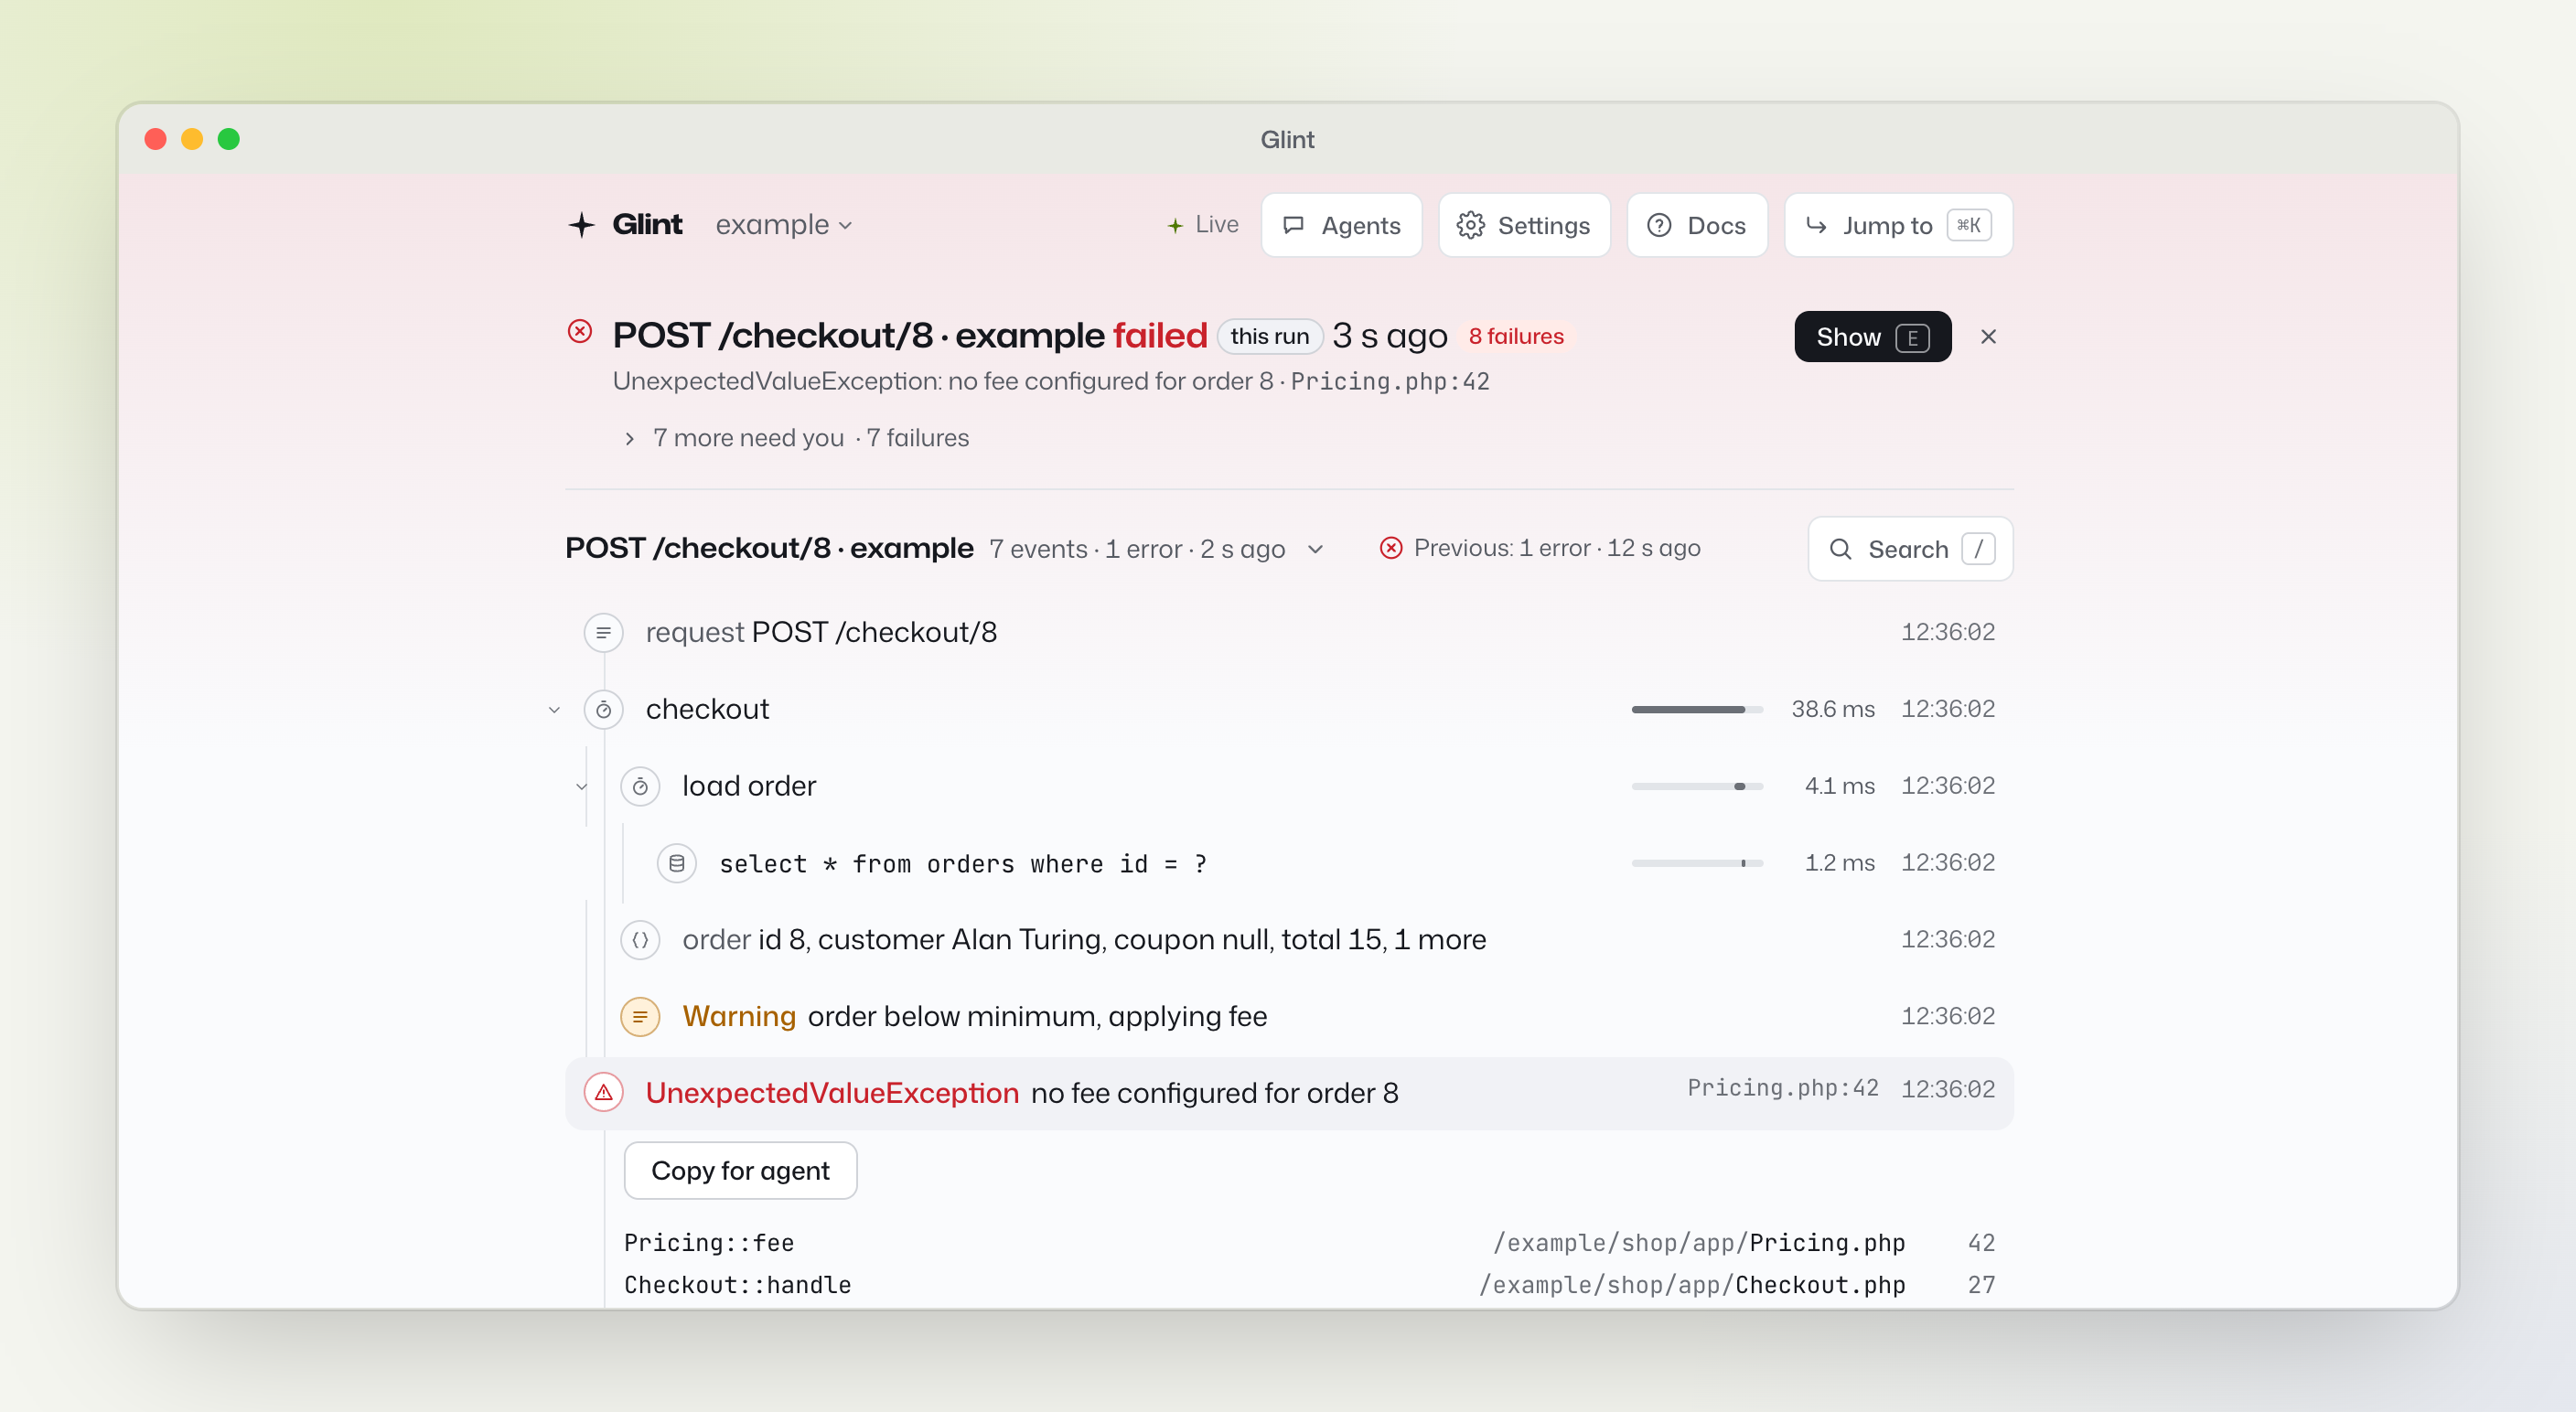 Glint
Glint example Live Agents Settings Docs Jump to ⌘K
POST /checkout/8 · example failed this run 3 s ago 8 failures Show E
UnexpectedValueException: no fee configured for order 8 · Pricing.php:42
7 more need you · 7 failures
POST /checkout/8 · example 7 events · 1 error · 2 s ago Previous: 1 error · 12 s ago Search /
request POST /checkout/8 12:36:02
checkout 38.6 ms 12:36:02
load order 4.1 ms 12:36:02
select * from orders where id = ? 1.2 ms 12:36:02
order id 8, customer Alan Turing, coupon null, total 15, 1 more 12:36:02
Warning order below minimum, applying fee 12:36:02
UnexpectedValueException no fee configured for order 8 Pricing.php:42 12:36:02
Copy for agent
Pricing::fee /example/shop/app/Pricing.php 42
Checkout::handle /example/shop/app/Checkout.php 27